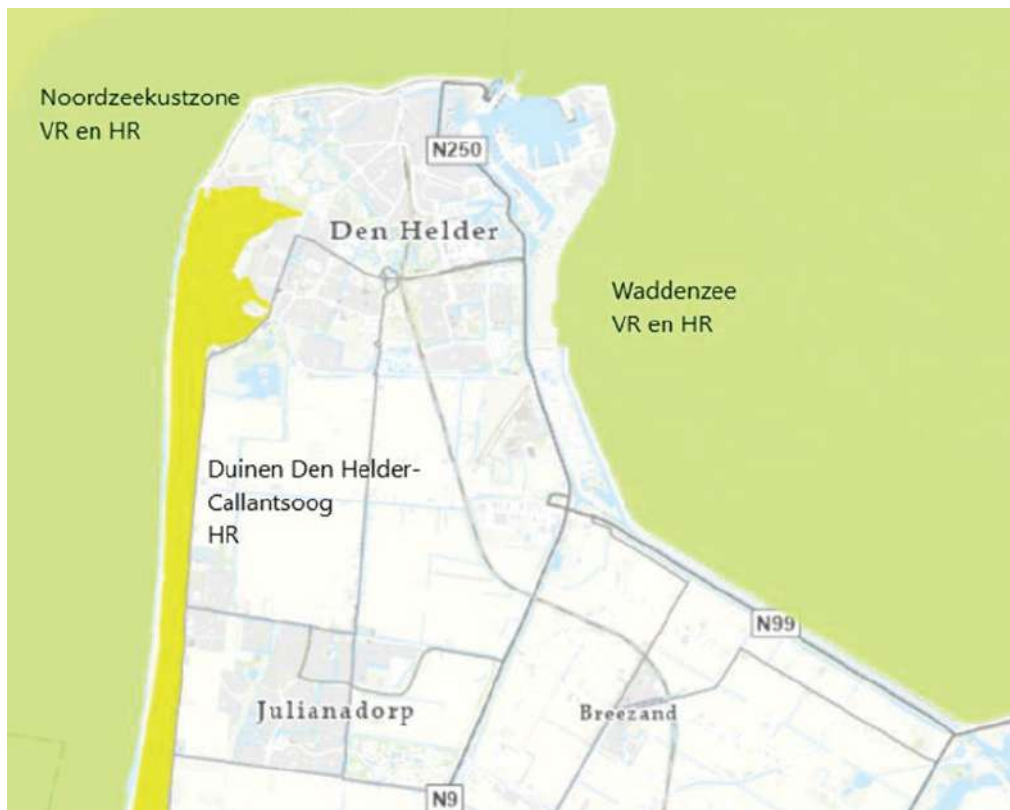 Noordzeekustzone
VR en HR
N250
Den Helder
Waddenzee
VR en HR
Duinen Den Helder-
Callantsoog
HR
N99
Julianadorp
Breezand
N9